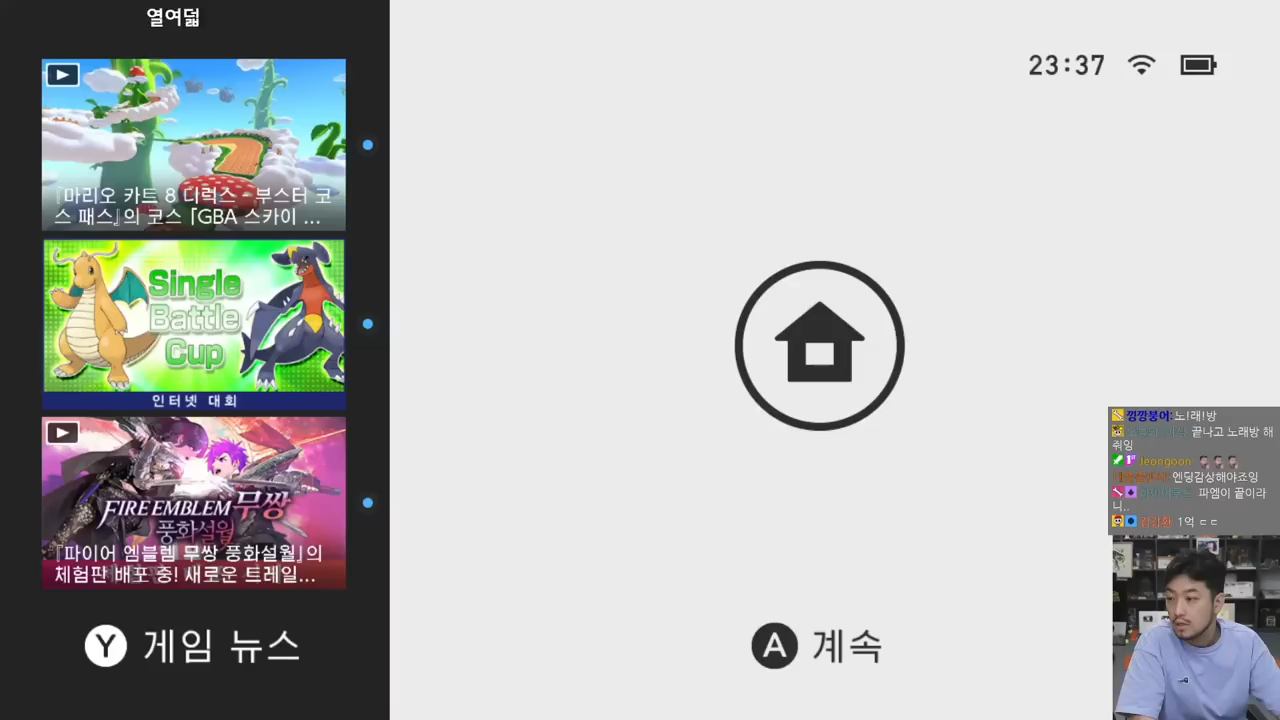 열여덟
『마리오 카트 8 디럭스 - 부스터 코
스 패스』의 코스 「GBA 스카이 ...
Single
Battle
Cup
인터넷 대회
FIRE EMBLEM 무쌍
풍화설월
『파이어 엠블렘 무쌍 풍화설월』의
체험판 배포 중! 새로운 트레일...
Y 게임 뉴스
23:37
A 계속
낑깡붕어: 노!래!방
끝나고 노래방 해
줘잉
leongoon
엔딩감상해야죠잉
파엠이 끝이라
니..
김강환 1억 ㄷㄷ